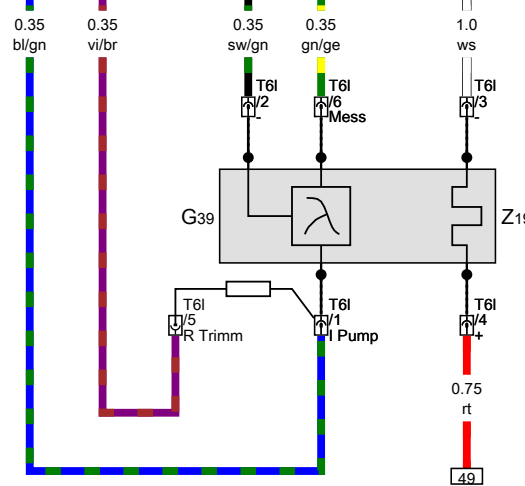 0.35 0.35 0.35 0.35 1.0
bl/gn vi/br sw/gn gn/ge ws
T6l T6l T6l
/2 /6 /3
- Mess -
G39 Z19
T6l T6l T6l
/5 /1 /4
R Trimm I Pump +
0.75
rt
49